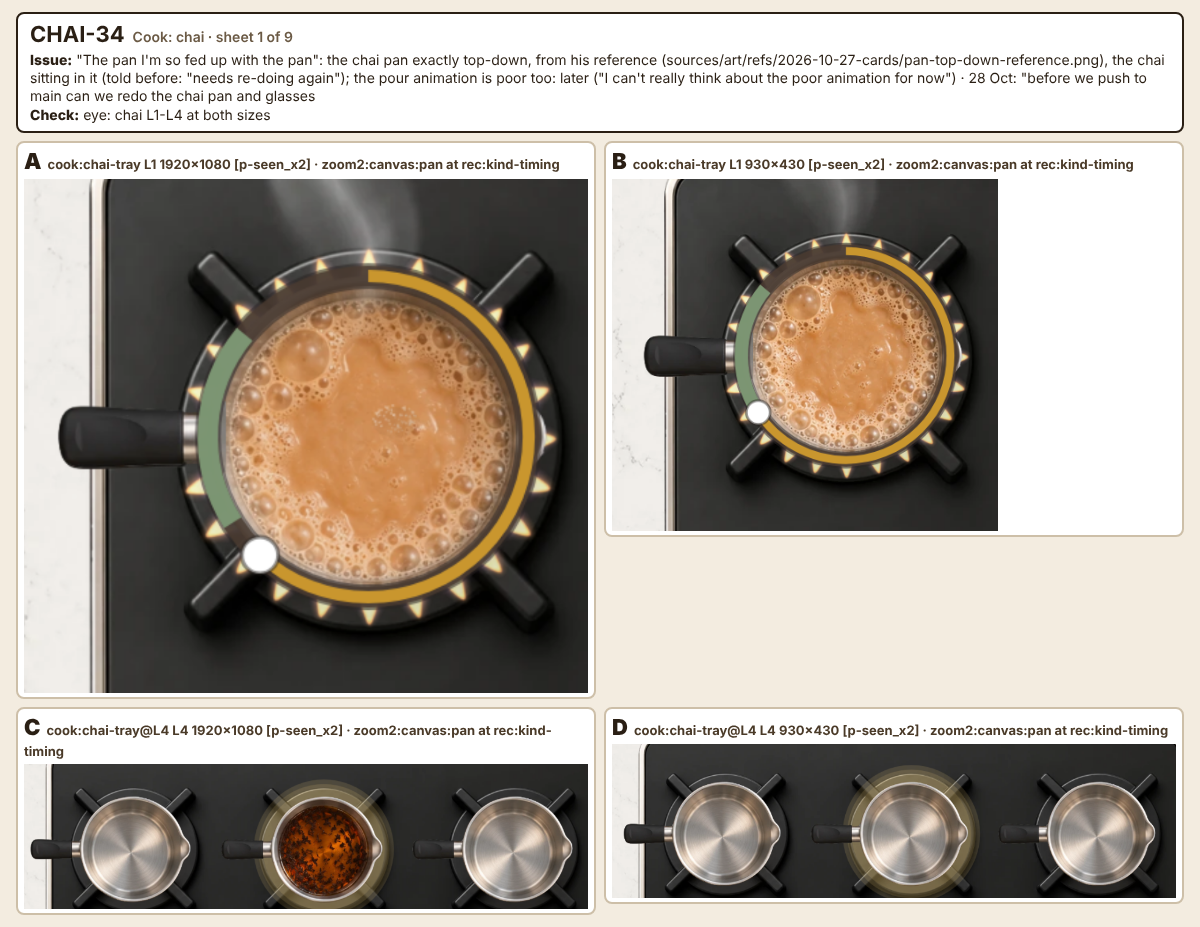 CHAI-34 Cook: chai · sheet 1 of 9
Issue: "The pan I'm so fed up with the pan": the chai pan exactly top-down, from his reference (sources/art/refs/2026-10-27-cards/pan-top-down-reference.png), the chai
sitting in it (told before: "needs re-doing again"); the pour animation is poor too: later ("I can't really think about the poor animation for now") · 28 Oct: "before we push to
main can we redo the chai pan and glasses
Check: eye: chai L1-L4 at both sizes
A cook:chai-tray L1 1920×1080 [p-seen_x2] · zoom2:canvas:pan at rec:kind-timing
B cook:chai-tray L1 930×430 [p-seen_x2] · zoom2:canvas:pan at rec:kind-timing
C cook:chai-tray@L4 L4 1920×1080 [p-seen_x2] · zoom2:canvas:pan at rec:kind-
timing
D cook:chai-tray@L4 L4 930×430 [p-seen_x2] · zoom2:canvas:pan at rec:kind-timing